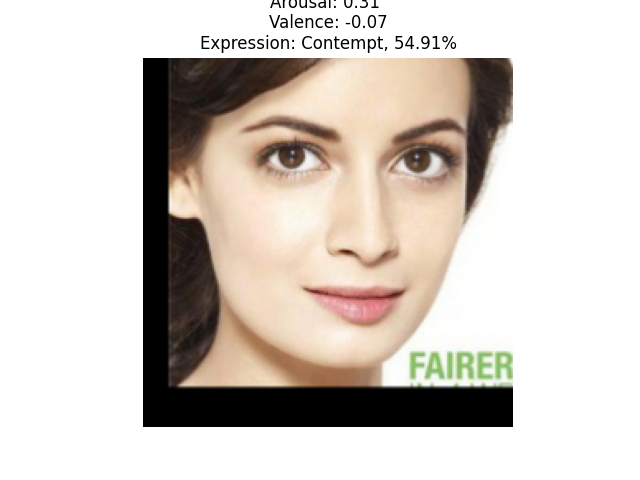 Arousal: 0.31
Valence: -0.07
Expression: Contempt, 54.91%
FAIRER